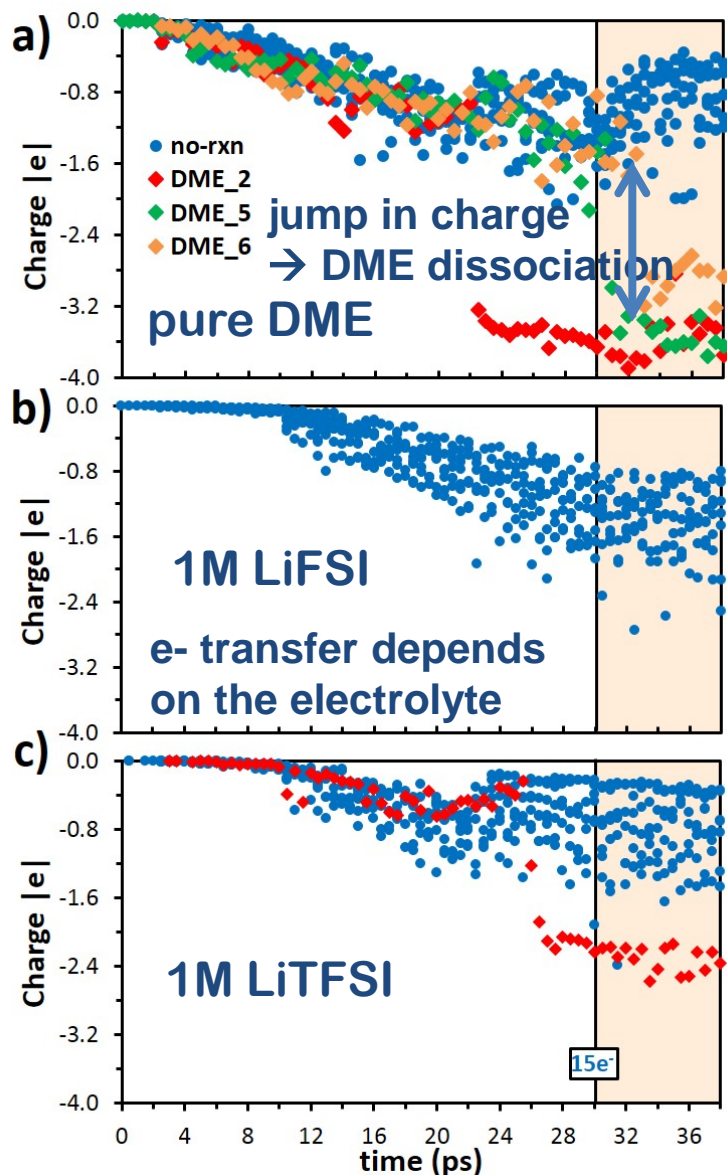 a)
0.0
-0.8
-1.6
-2.4
-3.2
-4.0
Charge |e|
no-rxn
DME_2
DME_5
DME_6
jump in charge
→ DME dissociation
pure DME
b)
0.0
-0.8
-1.6
-2.4
-3.2
-4.0
Charge |e|
1M LiFSI
e- transfer depends
on the electrolyte
c)
0.0
-0.8
-1.6
-2.4
-3.2
-4.0
Charge |e|
1M LiTFSI
15e⁻
0 4 8 12 16 20 24 28 32 36
time (ps)